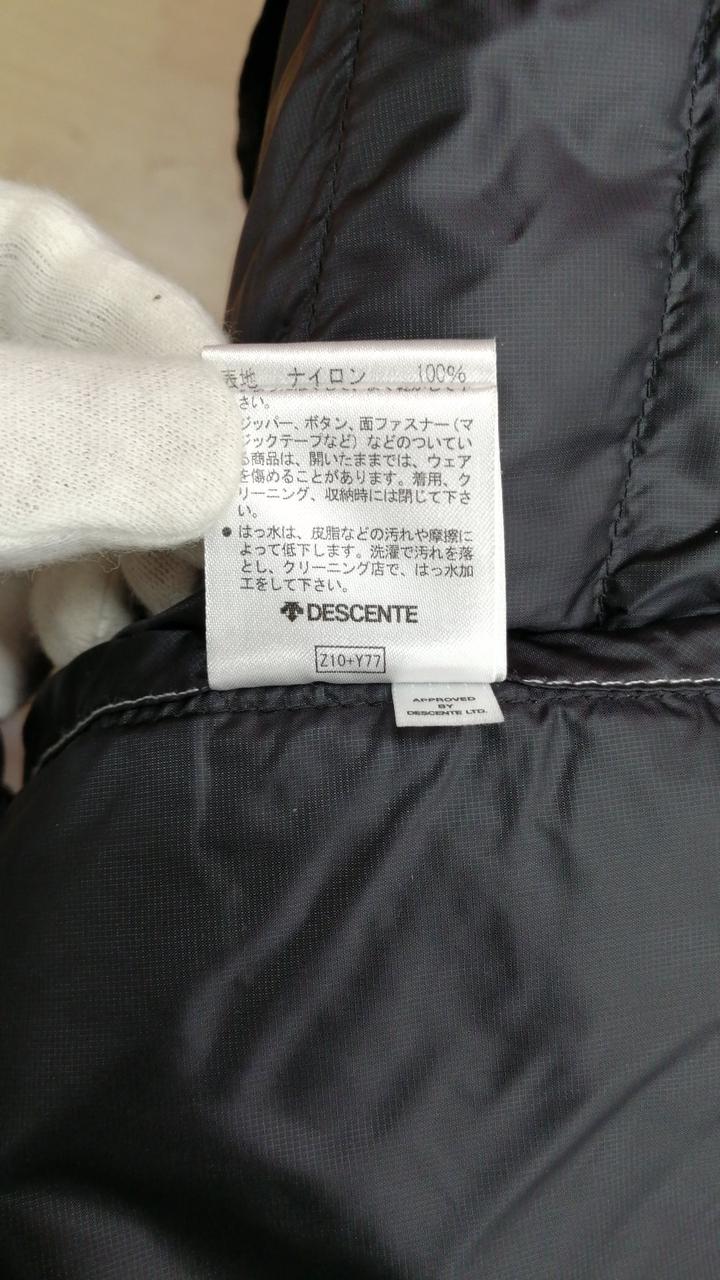 表地 ナイロン 100%
さい。
ジッパー、ボタン、面ファスナー(マ
ジックテープなど)などのついてい
る商品は、開いたままでは、ウェア
を傷めることがあります。着用、ク
リーニング、収納時には閉じて下さ
い。
●はっ水は、皮脂などの汚れや摩擦に
よって低下します。洗濯で汚れを落
とし、クリーニング店で、はっ水加
工をして下さい。
DESCENTE
Z10+Y77
APPROVED
BY
DESCENTE LTD.